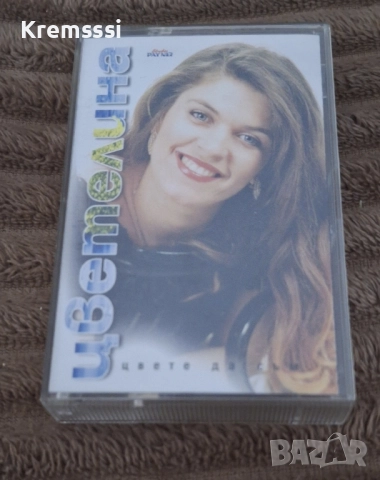 Kremsssi
цветелина
цвете да съм
BAZAR